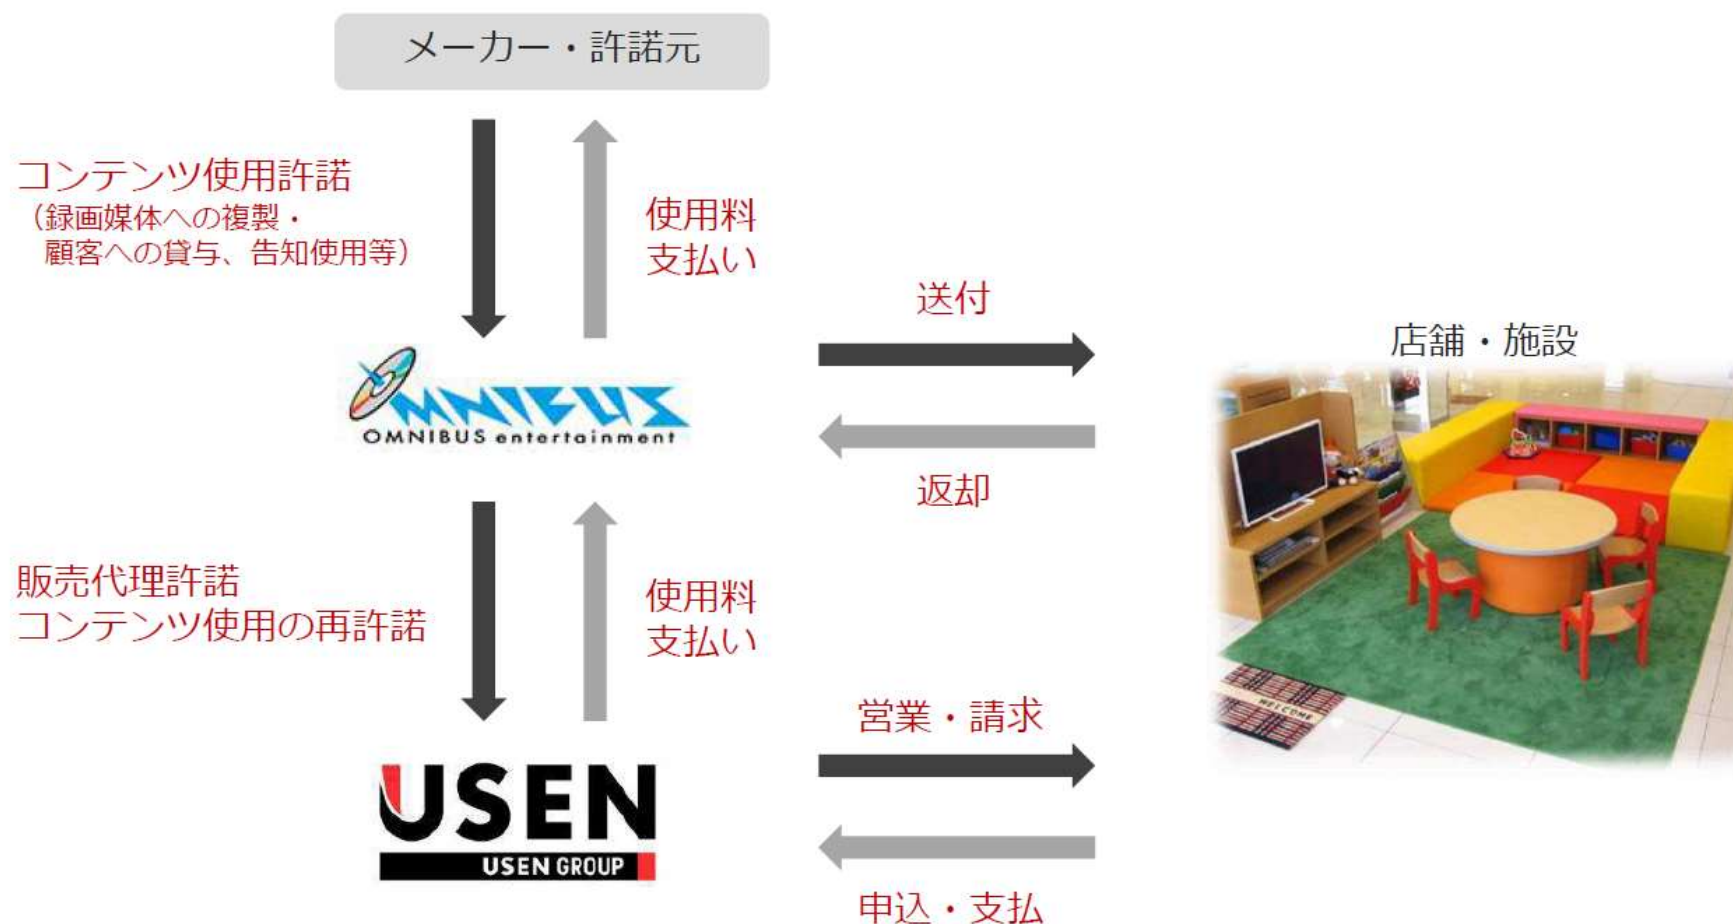 メーカー・許諾元
コンテンツ使用許諾
（録画媒体への複製・
顧客への貸与、告知使用等）
使用料
支払い
送付
店舗・施設
OMNIBUS
OMNIBUS entertainment
返却
販売代理許諾
コンテンツ使用の再許諾
使用料
支払い
営業・請求
WELCOME
USEN
USEN GROUP
申込・支払